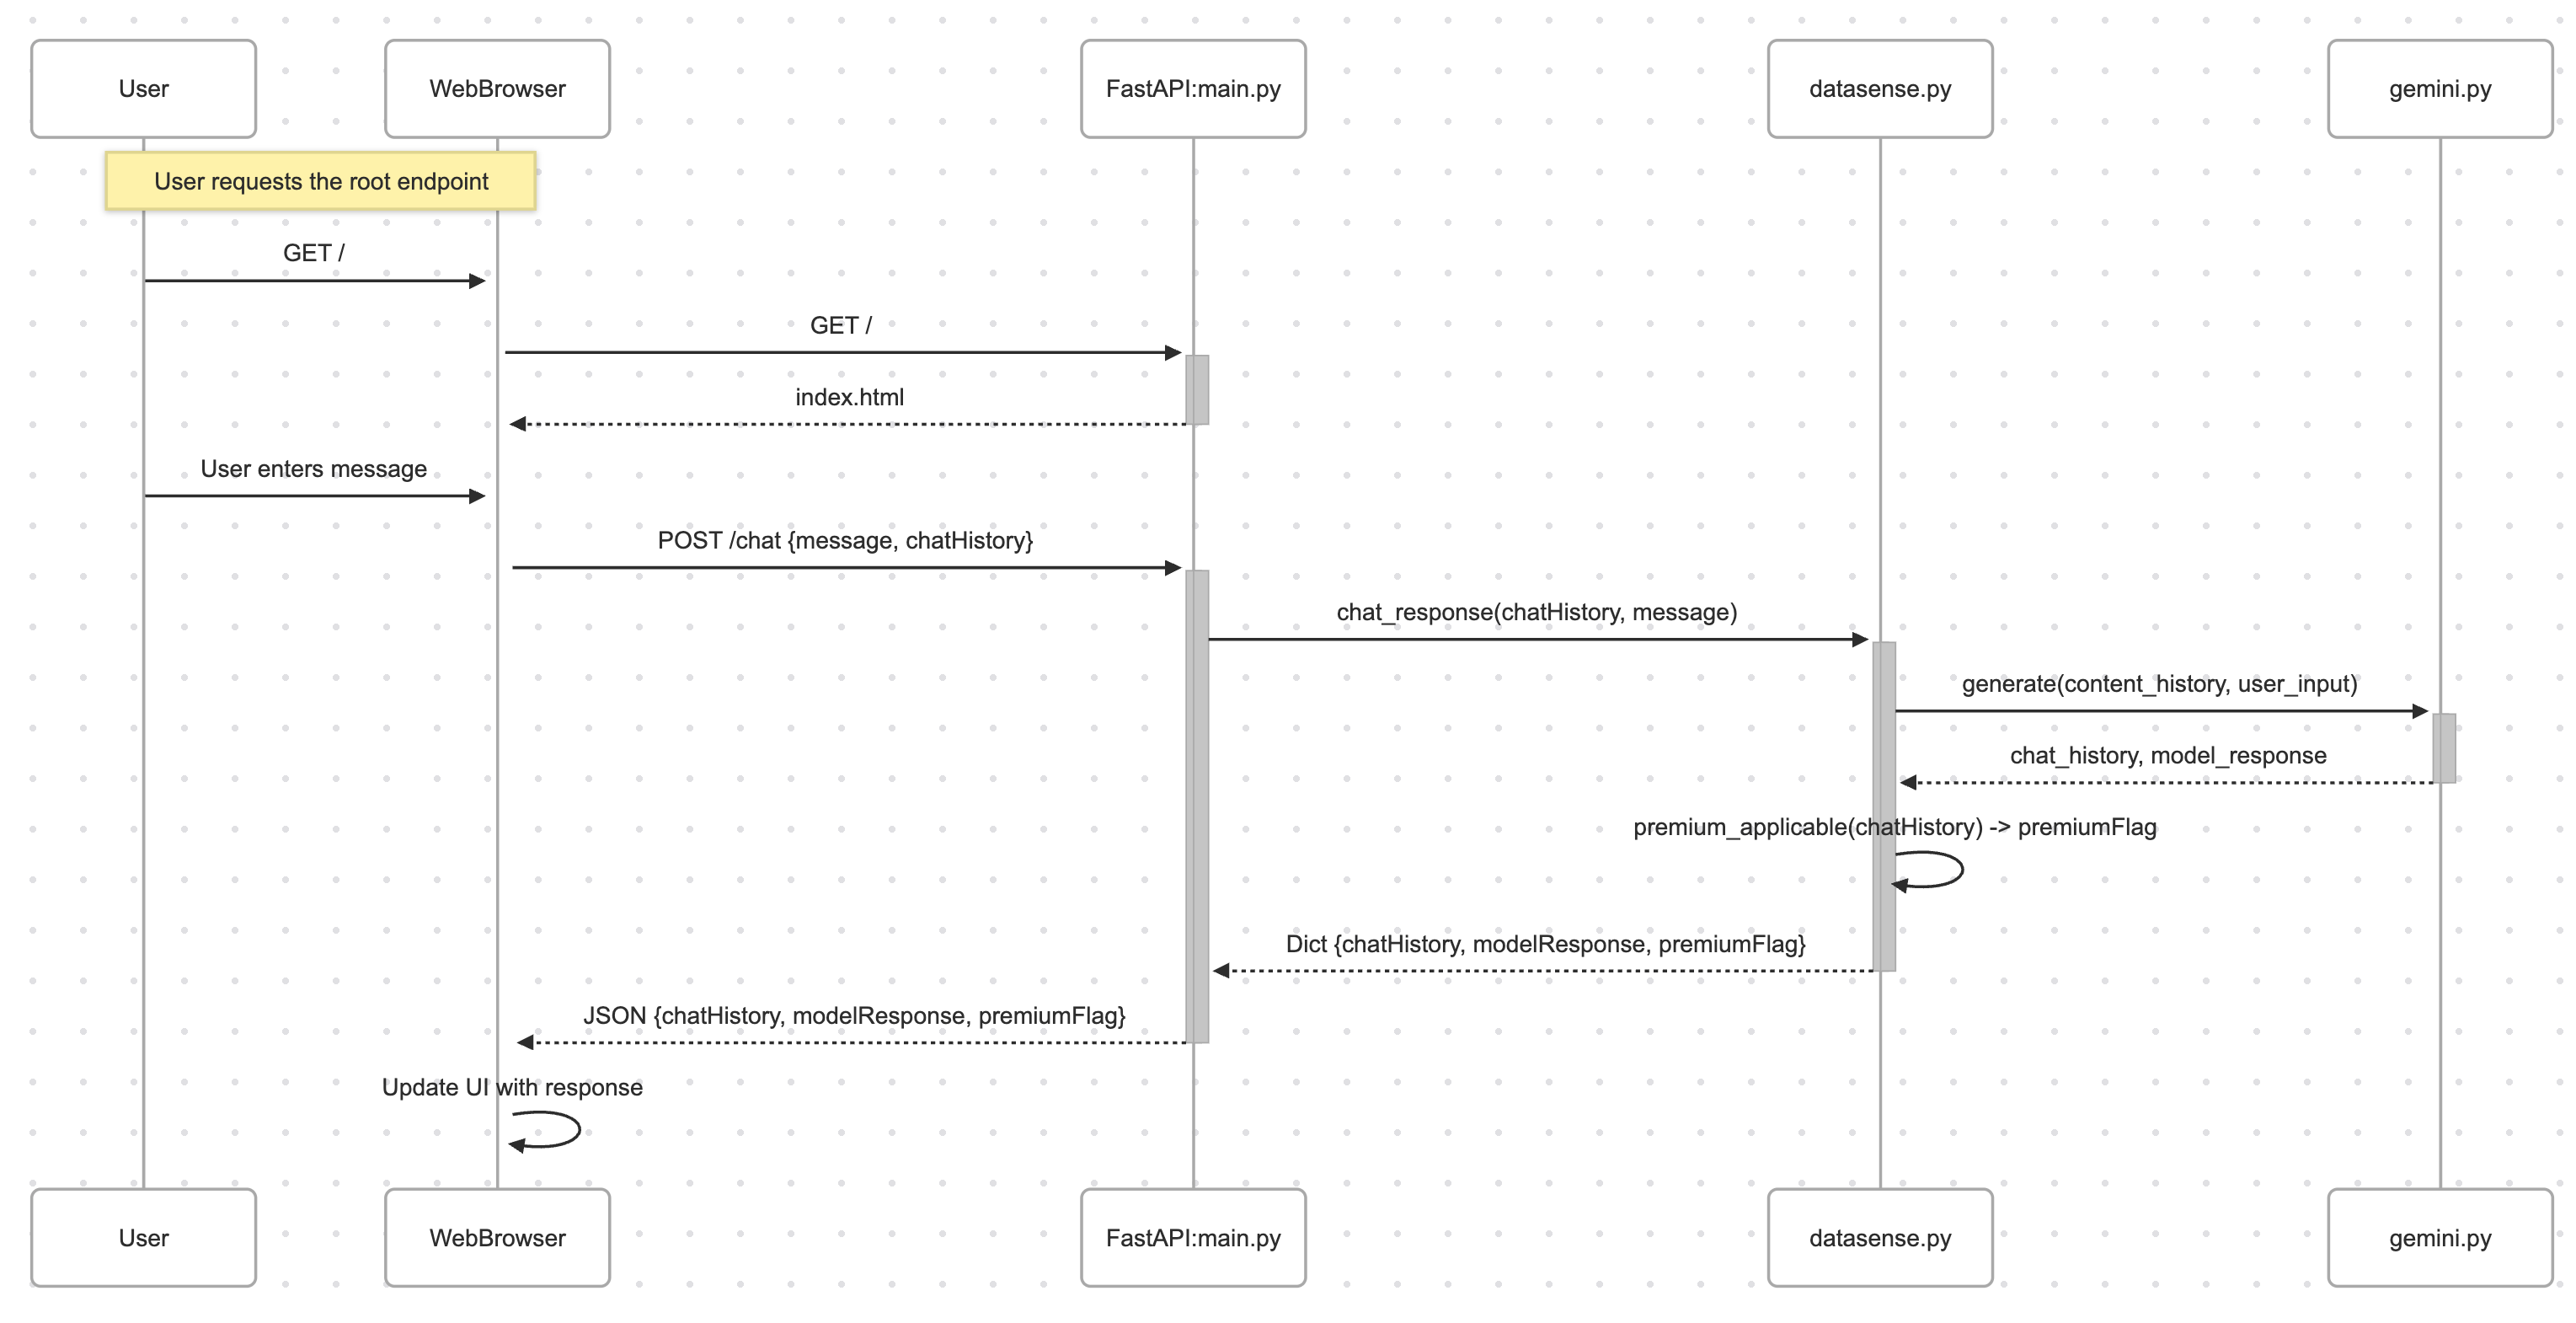 User
WebBrowser
FastAPI:main.py
datasense.py
gemini.py
User requests the root endpoint
GET /
GET /
index.html
User enters message
POST /chat {message, chatHistory}
chat_response(chatHistory, message)
generate(content_history, user_input)
chat_history, model_response
premium_applicable(chatHistory) -> premiumFlag
Dict {chatHistory, modelResponse, premiumFlag}
JSON {chatHistory, modelResponse, premiumFlag}
Update UI with response
User
WebBrowser
FastAPI:main.py
datasense.py
gemini.py